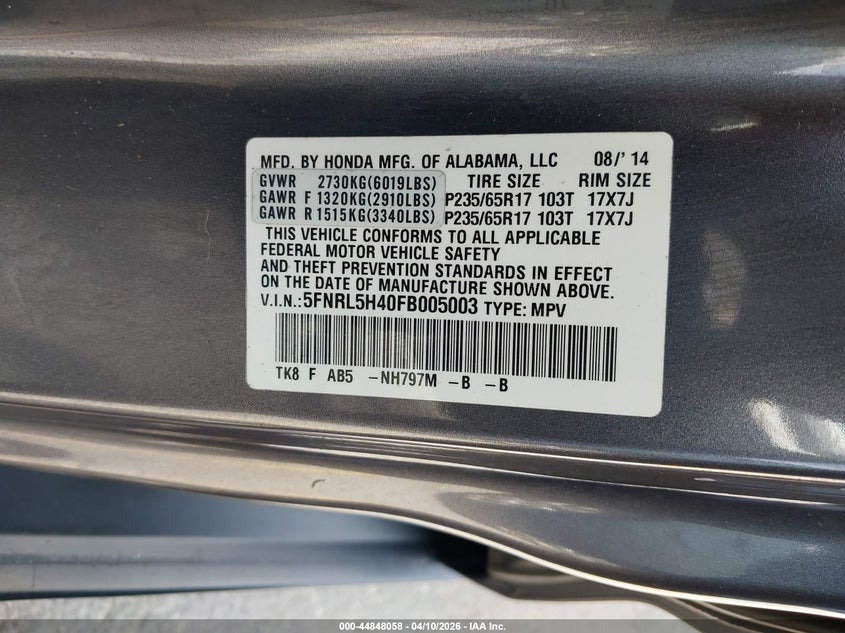 MFD. BY HONDA MFG. OF ALABAMA, LLC 08/' 14
GVWR 2730KG(6019LBS) TIRE SIZE RIM SIZE
GAWR F 1320KG(2910LBS) P235/65R17 103T 17X7J
GAWR R 1515KG(3340LBS) P235/65R17 103T 17X7J
THIS VEHICLE CONFORMS TO ALL APPLICABLE
FEDERAL MOTOR VEHICLE SAFETY
AND THEFT PREVENTION STANDARDS IN EFFECT
ON THE DATE OF MANUFACTURE SHOWN ABOVE.
V.I.N.:5FNRL5H40FB005003 TYPE: MPV
TK8 F AB5 -NH797M -B -B
000-44848058 - 04/10/2026 - IAA Inc.